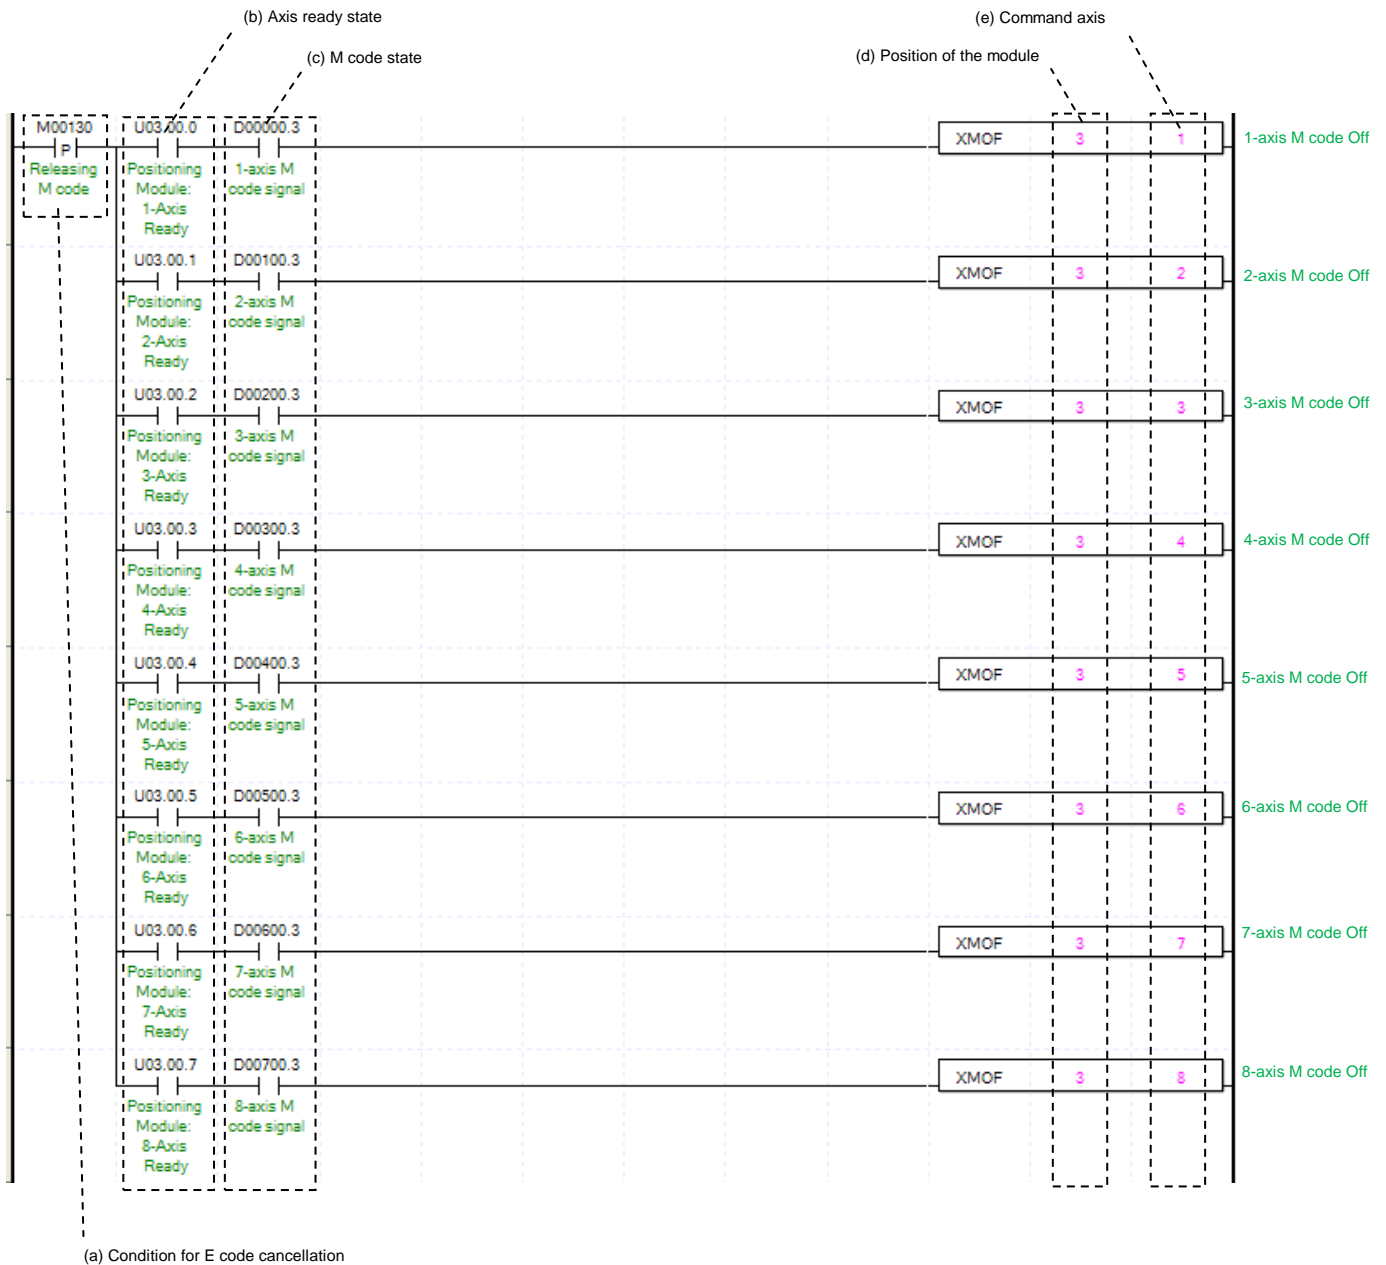 (b) Axis ready state
(e) Command axis
(c) M code state
(d) Position of the module
M00130
U03.00.0
D00000.3
P
XMOF 3 1
1-axis M code Off
Releasing
M code
Positioning
Module:
1-Axis
Ready
1-axis M
code signal
U03.00.1
D00100.3
XMOF 3 2
2-axis M code Off
Positioning
Module:
2-Axis
Ready
2-axis M
code signal
U03.00.2
D00200.3
XMOF 3 3
3-axis M code Off
Positioning
Module:
3-Axis
Ready
3-axis M
code signal
U03.00.3
D00300.3
XMOF 3 4
4-axis M code Off
Positioning
Module:
4-Axis
Ready
4-axis M
code signal
U03.00.4
D00400.3
XMOF 3 5
5-axis M code Off
Positioning
Module:
5-Axis
Ready
5-axis M
code signal
U03.00.5
D00500.3
XMOF 3 6
6-axis M code Off
Positioning
Module:
6-Axis
Ready
6-axis M
code signal
U03.00.6
D00600.3
XMOF 3 7
7-axis M code Off
Positioning
Module:
7-Axis
Ready
7-axis M
code signal
U03.00.7
D00700.3
XMOF 3 8
8-axis M code Off
Positioning
Module:
8-Axis
Ready
8-axis M
code signal
(a) Condition for E code cancellation